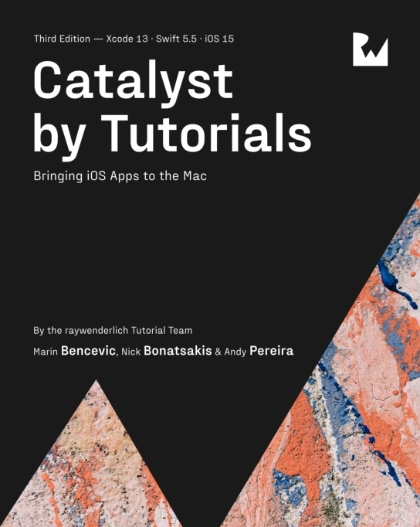 Third Edition — Xcode 13 · Swift 5.5 · iOS 15
Catalyst
by Tutorials
Bringing iOS Apps to the Mac
By the raywenderlich Tutorial Team
Marin Bencevic, Nick Bonatsakis & Andy Pereira